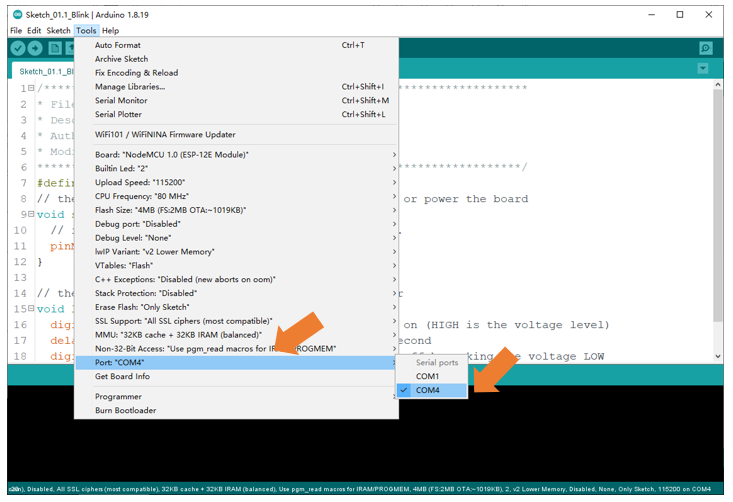 Sketch_01.1_Blink | Arduino 1.8.19
File Edit Sketch Tools Help
Sketch_01.1_Bl
Auto Format Ctrl+T
Archive Sketch
Fix Encoding & Reload
Manage Libraries... Ctrl+Shift+I
Serial Monitor Ctrl+Shift+M
Serial Plotter Ctrl+Shift+L
WiFi101 / WiFiNINA Firmware Updater
Board: "NodeMCU 1.0 (ESP-12E Module)"
Builtin Led: "2"
Upload Speed: "115200"
CPU Frequency: "80 MHz"
Flash Size: "4MB (FS:2MB OTA:~1019KB)"
Debug port: "Disabled"
Debug Level: "None"
lwIP Variant: "v2 Lower Memory"
VTables: "Flash"
C++ Exceptions: "Disabled (new aborts on oom)"
Stack Protection: "Disabled"
Erase Flash: "Only Sketch"
SSL Support: "All SSL ciphers (most compatible)"
MMU: "32KB cache + 32KB IRAM (balanced)"
Non-32-Bit Access: "Use pgm_read macros for IRAM/PROGMEM"
Port: "COM4"
Get Board Info
Programmer
Burn Bootloader
Serial ports
COM1
COM4
1 /***** *******************
2 * File
3 * Desc
4 * Auth
5 * Modi
6 ****** ******************/
7 #defin
8 // the or power the board
9 void s
10 //
11 pinM
12 }
13
14 // the r
15 void l
16 digi on (HIGH is the voltage level)
17 dela econd
18 digi the voltage LOW
Disabled, All SSL ciphers (most compatible), 32KB cache + 32KB IRAM (balanced), Use pgm_read macros for IRAM/PROGMEM, 4MB (FS:2MB OTA:~1019KB), 2, v2 Lower Memory, Disabled, None, Only Sketch, 115200 on COM4